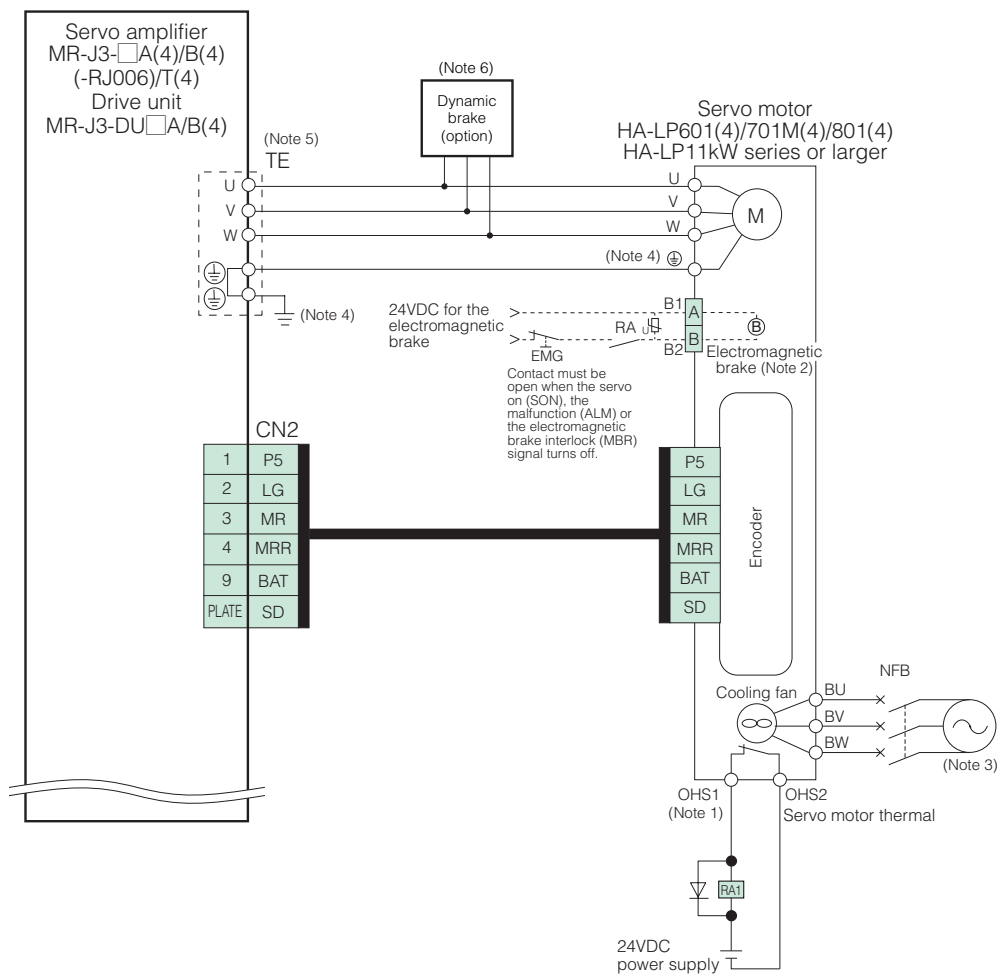 Servo amplifier
MR-J3-□A(4)/B(4)
(-RJ006)/T(4)
Drive unit
MR-J3-DU□A/B(4)
(Note 5)
TE
U
V
W
(Note 4)
(Note 6)
Dynamic
brake
(option)
Servo motor
HA-LP601(4)/701M(4)/801(4)
HA-LP11kW series or larger
U
V
W
(Note 4)
M
24VDC for the
electromagnetic
brake
EMG
RA
U
B1
A
B
B2
B
Electromagnetic
brake (Note 2)
Contact must be
open when the servo
on (SON), the
malfunction (ALM) or
the electromagnetic
brake interlock (MBR)
signal turns off.
CN2
1 P5
2 LG
3 MR
4 MRR
9 BAT
PLATE SD
P5
LG
MR
MRR
BAT
SD
Encoder
Cooling fan
BU
BV
BW
NFB
(Note 3)
OHS1
(Note 1)
OHS2
Servo motor thermal
RA1
24VDC
power supply